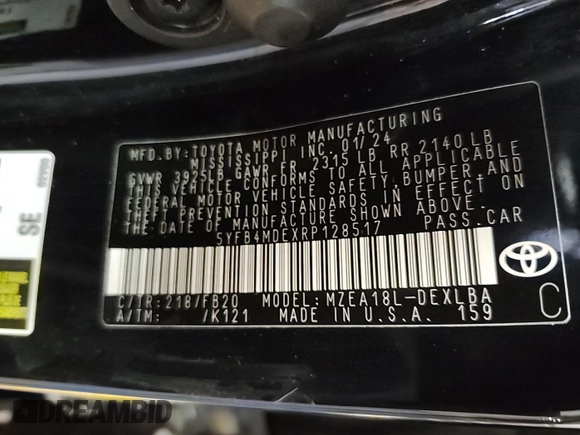 MFD.BY:TOYOTA MOTOR MANUFACTURING
MISSISSIPPI INC. 01/24
GVWR 3925LB GAWR FR 2315 LB, RR 2140 LB
THIS VEHICLE CONFORMS TO ALL APPLICABLE
FEDERAL MOTOR VEHICLE SAFETY, BUMPER, AND
THEFT PREVENTION STANDARDS IN EFFECT ON
THE DATE OF MANUFACTURE SHOWN ABOVE.
5YFB4MDEXRP128517 PASS.CAR
C/TR:218/FB20 MODEL:MZEA18L-DEXLBA
A/TM: /K121 MADE IN U.S.A. 159
C
SE
DREAMBID